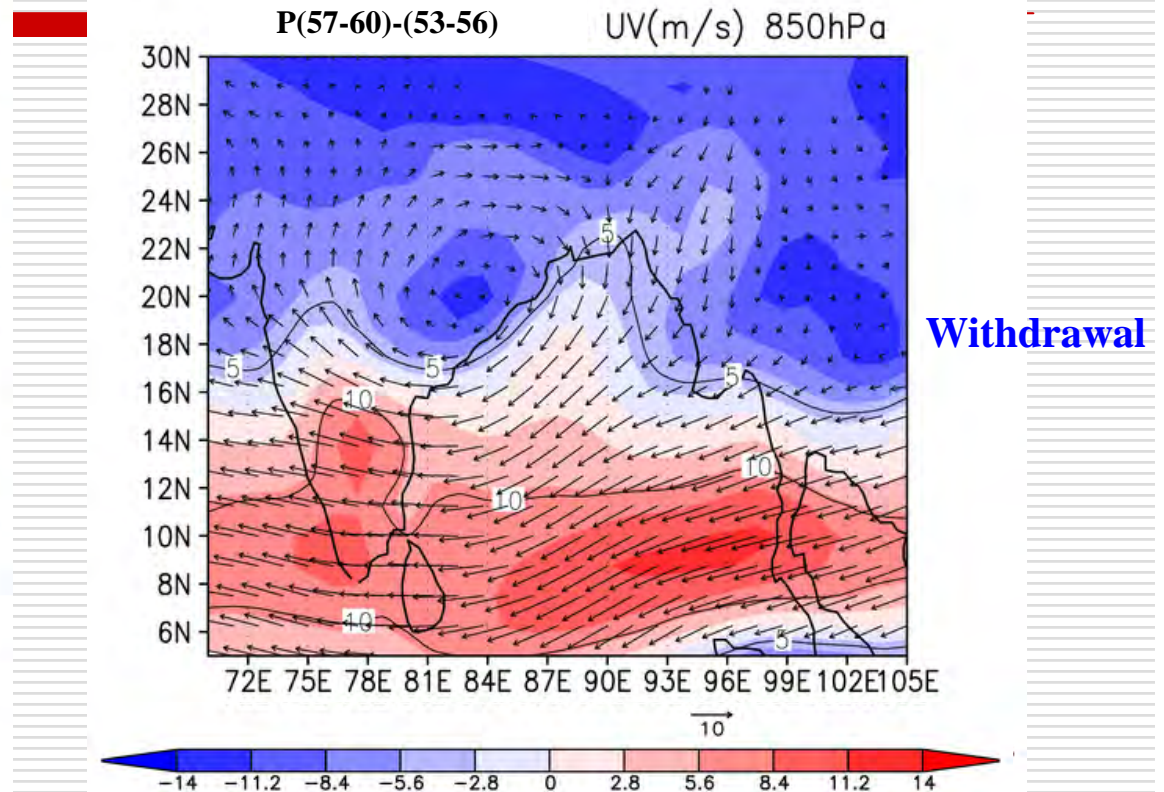 P(57-60)-(53-56)
UV(m/s) 850hPa
30N
28N
26N
24N
22N
20N
18N
16N
14N
12N
10N
8N
6N
5
5
5
5
10
10
10
10
5
Withdrawal
72E 75E 78E 81E 84E 87E 90E 93E 96E 99E 102E 105E
10
-14 -11.2 -8.4 -5.6 -2.8 0 2.8 5.6 8.4 11.2 14